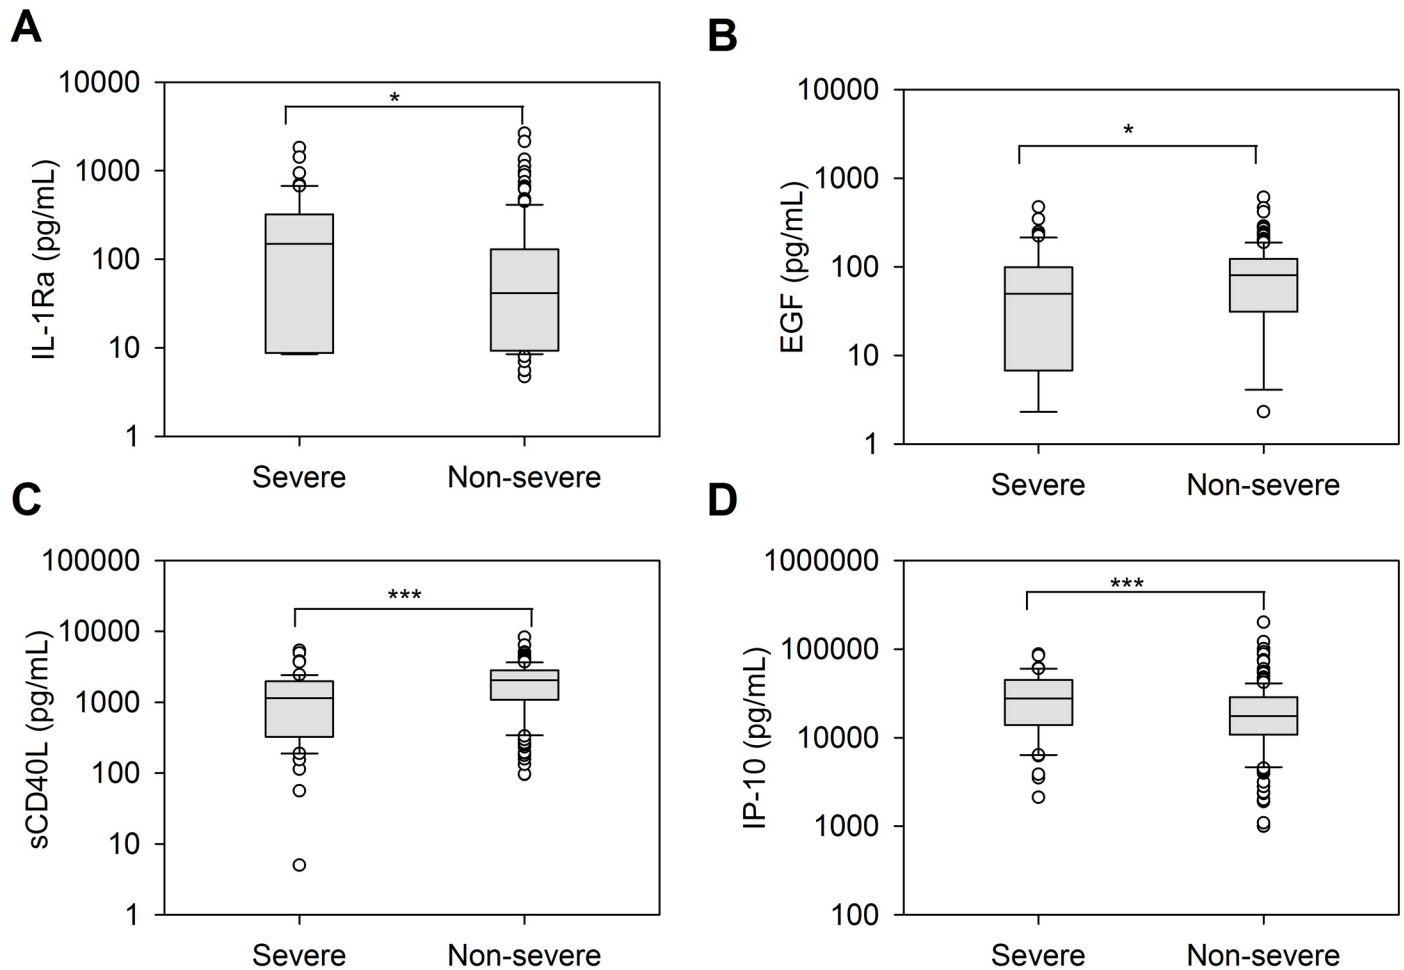 A
IL-1Ra (pg/mL)
10000
1000
100
10
1
*
Severe
Non-severe
B
EGF (pg/mL)
10000
1000
100
10
1
*
Severe
Non-severe
C
sCD40L (pg/mL)
100000
10000
1000
100
10
1
***
Severe
Non-severe
D
IP-10 (pg/mL)
1000000
100000
10000
1000
100
***
Severe
Non-severe